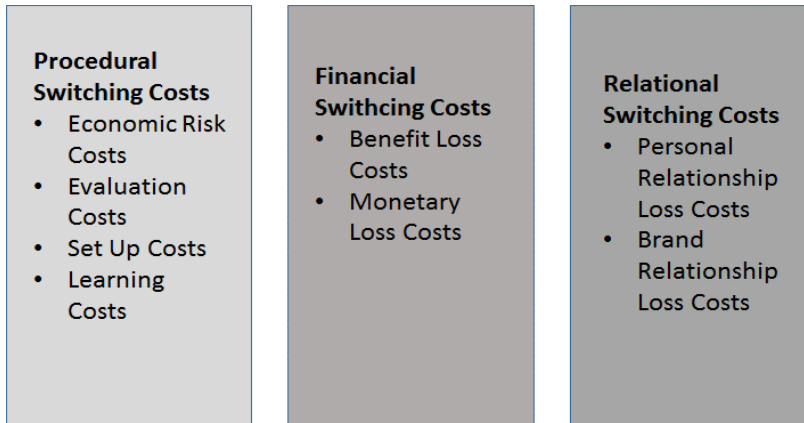 Procedural
Switching Costs
• Economic Risk
Costs
• Evaluation
Costs
• Set Up Costs
• Learning
Costs
Financial
Swithcing Costs
• Benefit Loss
Costs
• Monetary
Loss Costs
Relational
Switching Costs
• Personal
Relationship
Loss Costs
• Brand
Relationship
Loss Costs